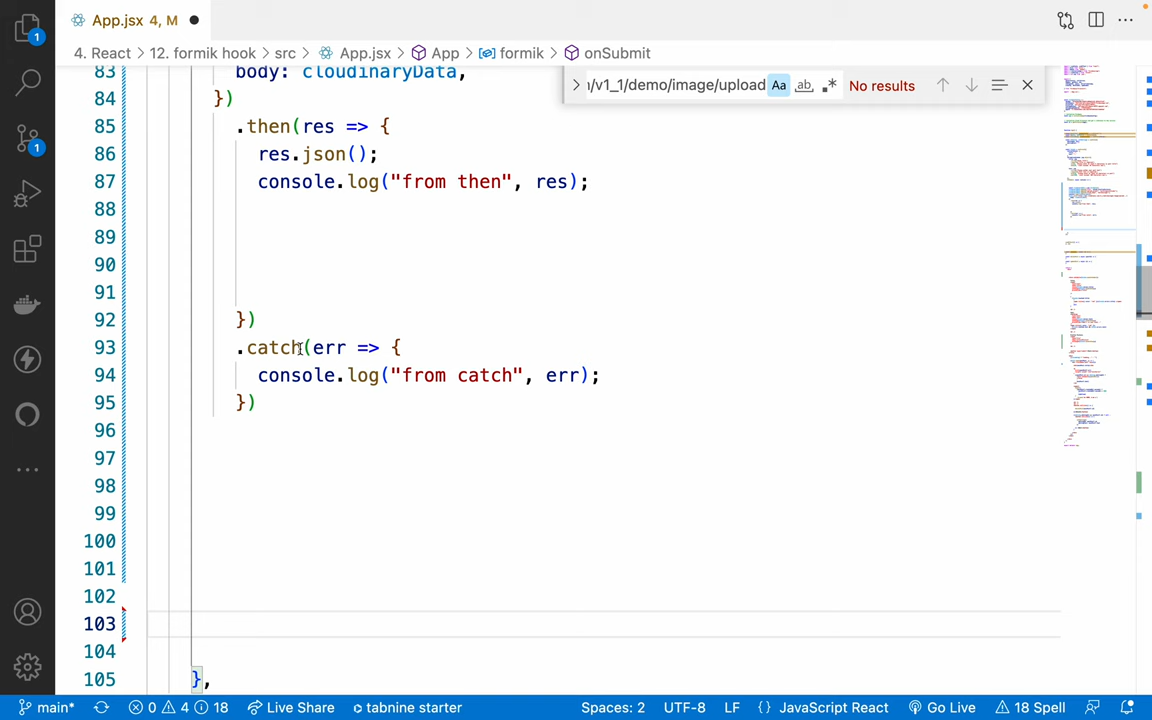 App.jsx 4, M
1
4. React > 12. formik hook > src > App.jsx > App > formik > onSubmit
/v1_1/demo/image/upload Aa ab No results
83 body: cloudinaryData,
84 })
85 .then(res => {
86 res.json();
87 console.log("from then", res);
88
89
90
91
92 })
93 .catch(err => {
94 console.log("from catch", err);
95 })
96
97
98
99
100
101
102
103
104
105 },
1
main* 0 4 18 Live Share tabnine starter Spaces: 2 UTF-8 LF {} JavaScript React Go Live 18 Spell